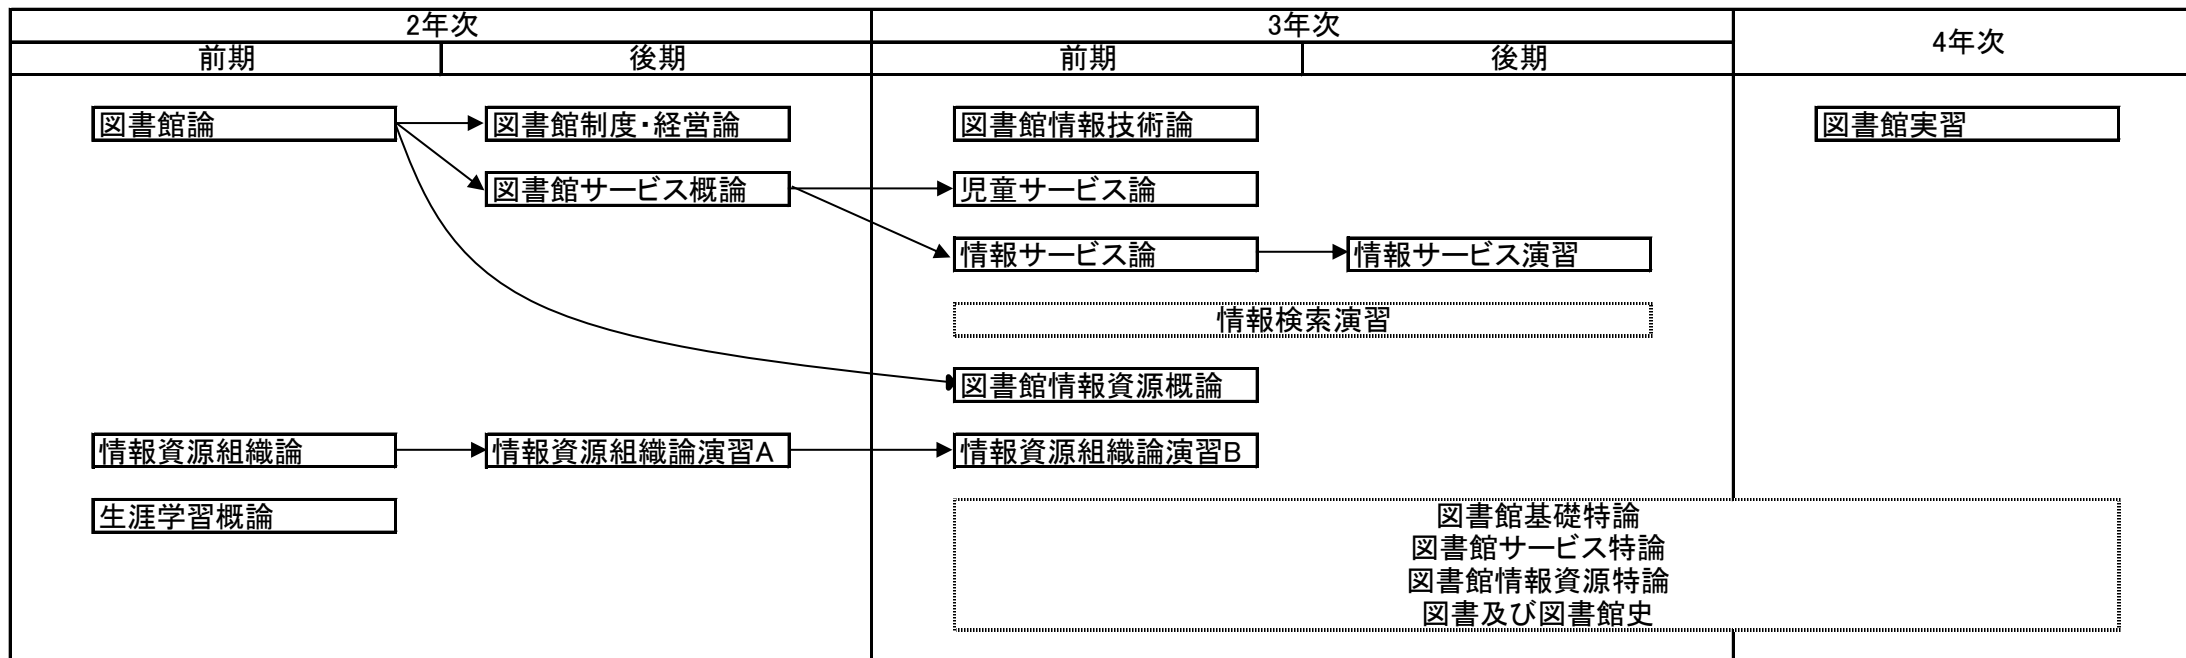 2年次
3年次
4年次
前期
後期
前期
後期
図書館論
図書館制度・経営論
図書館情報技術論
図書館実習
図書館サービス概論
児童サービス論
情報サービス論
情報サービス演習
情報検索演習
図書館情報資源概論
情報資源組織論
情報資源組織論演習A
情報資源組織論演習B
生涯学習概論
図書館基礎特論
図書館サービス特論
図書館情報資源特論
図書及び図書館史